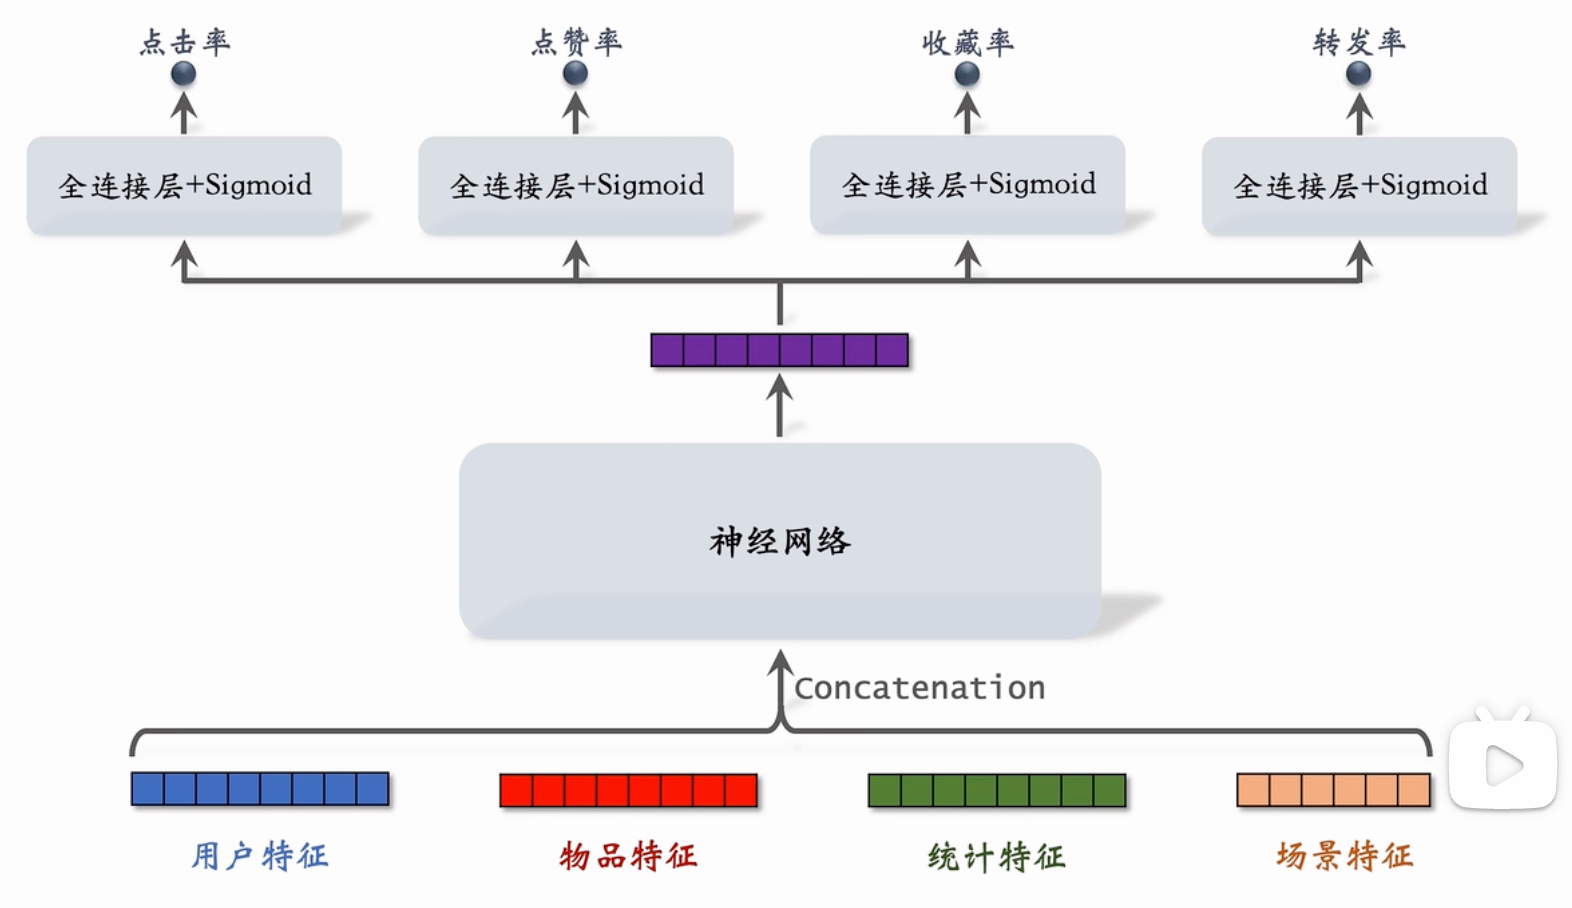 点击率
点赞率
收藏率
转发率
全连接层+Sigmoid
全连接层+Sigmoid
全连接层+Sigmoid
全连接层+Sigmoid
神经网络
Concatenation
用户特征
物品特征
统计特征
场景特征